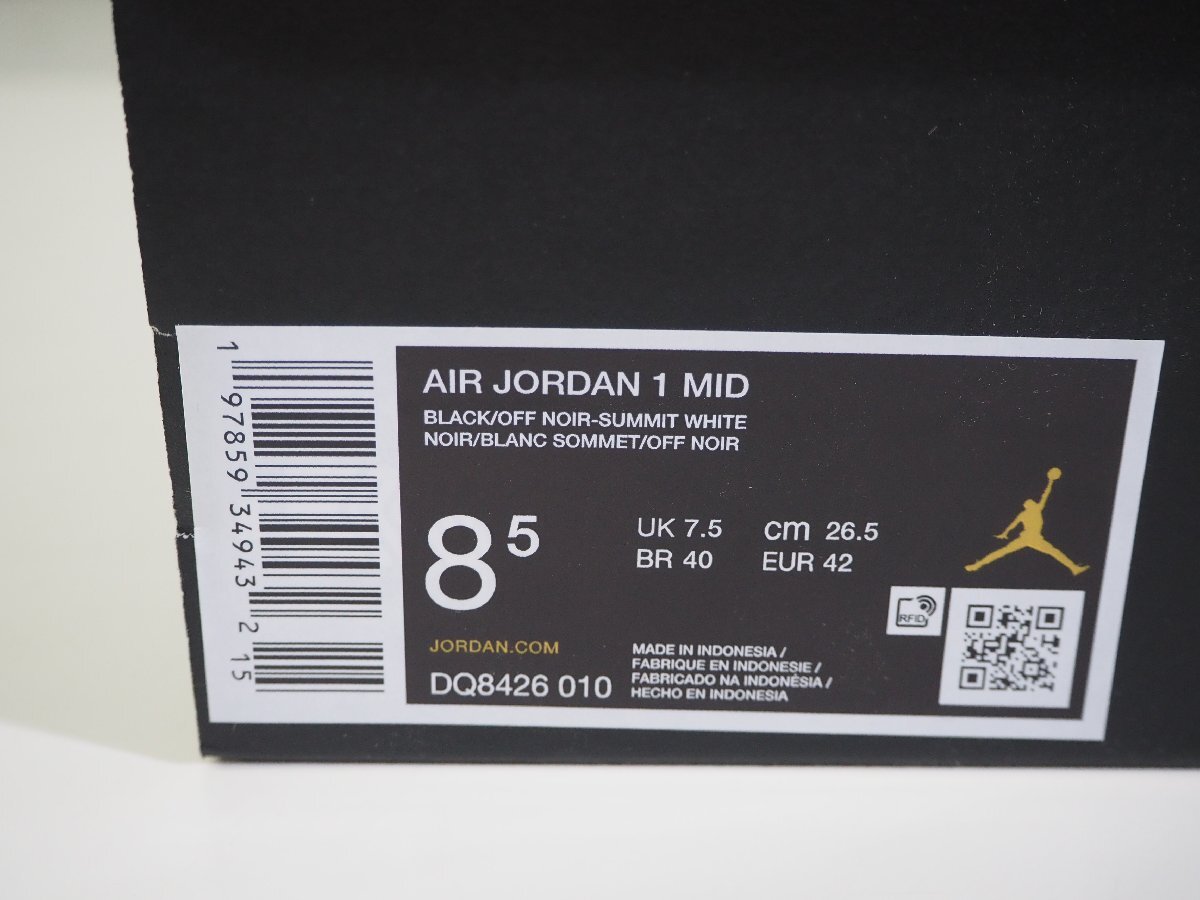 1 97859 34943 2 15
AIR JORDAN 1 MID
BLACK/OFF NOIR-SUMMIT WHITE
NOIR/BLANC SOMMET/OFF NOIR
8 5
UK 7.5 cm 26.5
BR 40 EUR 42
RFID
JORDAN.COM
DQ8426 010
MADE IN INDONESIA /
FABRIQUE EN INDONESIE /
FABRICADO NA INDONÉSIA /
HECHO EN INDONESIA